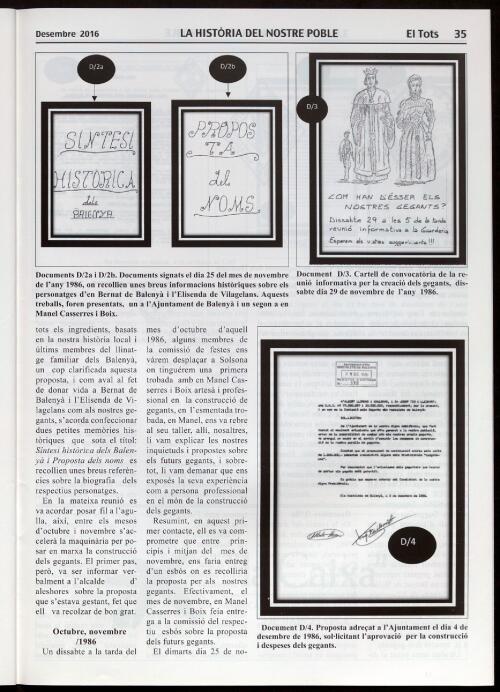 Desembre 2016
LA HISTÒRIA DEL NOSTRE POBLE
El Tots 35
D/2a
D/2b
D/3
SINTESI
HISTORICA
dels
BALENYA
PROPOS
TA
del
NOMS
¿COM HAN D'ÉSSER ELS
NOSTRES GEGANTS?
Dissabte 29 a les 5 de la tarda
reunió informativa a la Guarderia
Esperem els vostres suggeriments!!!
Documents D/2a i D/2b. Documents signats el dia 25 del mes de novembre
de l'any 1986, on recollien unes breus informacions històriques sobre els
personatges d'en Bernat de Balenyà i l'Elisenda de Vilagelans. Aquests
treballs, foren presentats, un a l'Ajuntament de Balenyà i un segon a en
Manel Casserres i Boix.
Document D/3. Cartell de convocatòria de la re-
unió informativa per la creació dels gegants, dis-
sabte dia 29 de novembre de l'any 1986.
tots els ingredients, basats
en la nostra història local i
últims membres del llinat-
ge familiar dels Balenyà,
un cop clarificada aquesta
proposta, i com aval al fet
de donar vida a Bernat de
Balenyà i l'Elisenda de Vi-
lagelans com als nostres ge-
gants, s'acorda confeccionar
dues petites memòries his-
tòriques que sota el títol:
Síntesi històrica dels Balen-
yà i Proposta dels noms es
recollien unes breus referèn-
cies sobre la biografia dels
respectius personatges.
En la mateixa reunió es
va acordar posar fil a l'agu-
lla, així, entre els mesos
d'octubre i novembre s'ac-
celerà la maquinària per po-
sar en marxa la construcció
dels gegants. El primer pas,
però, va ser informar ver-
balment a l'alcalde d'
aleshores sobre la proposta
que s'estava gestant, fet que
ell va recolzar de bon grat.
Octubre, novembre
/1986
Un dissabte a la tarda del
mes d'octubre d'aquell
1986, alguns membres de
la comissió de festes ens
vàrem desplaçar a Solsona
on tinguérem una primera
trobada amb en Manel Cas-
serres i Boix artesà i profes-
sional en la construcció de
gegants, en l'esmentada tro-
bada, en Manel, ens va rebre
al seu taller, allí, nosaltres,
li vam explicar les nostres
inquietuds i propostes sobre
el futur dels gegants i, sobre-
tot, li vam demanar que ens
exposés la seva experiència
com a persona professional
en el món de la construcció
dels gegants.
Resumint, en aquest pri-
mer contacte, ell es va com-
prometre que entre prin-
cipis i mitjan del mes de
novembre, ens faria entreg
d'un esbós on es recolliria
la proposta per als nostres
gegants. Efectivament, el
mes de novembre, en Manel
Casserres i Boix feia entre-
ga a la comissió del respec-
tiu esbós sobre la proposta
dels futurs gegants.
El dimarts dia 25 de no-
D/4
Document D/4. Proposta adreçat a l'Ajuntament el dia 4 de
desembre de 1986, sol·licitant l'aprovació per la construcció
i despeses dels gegants.